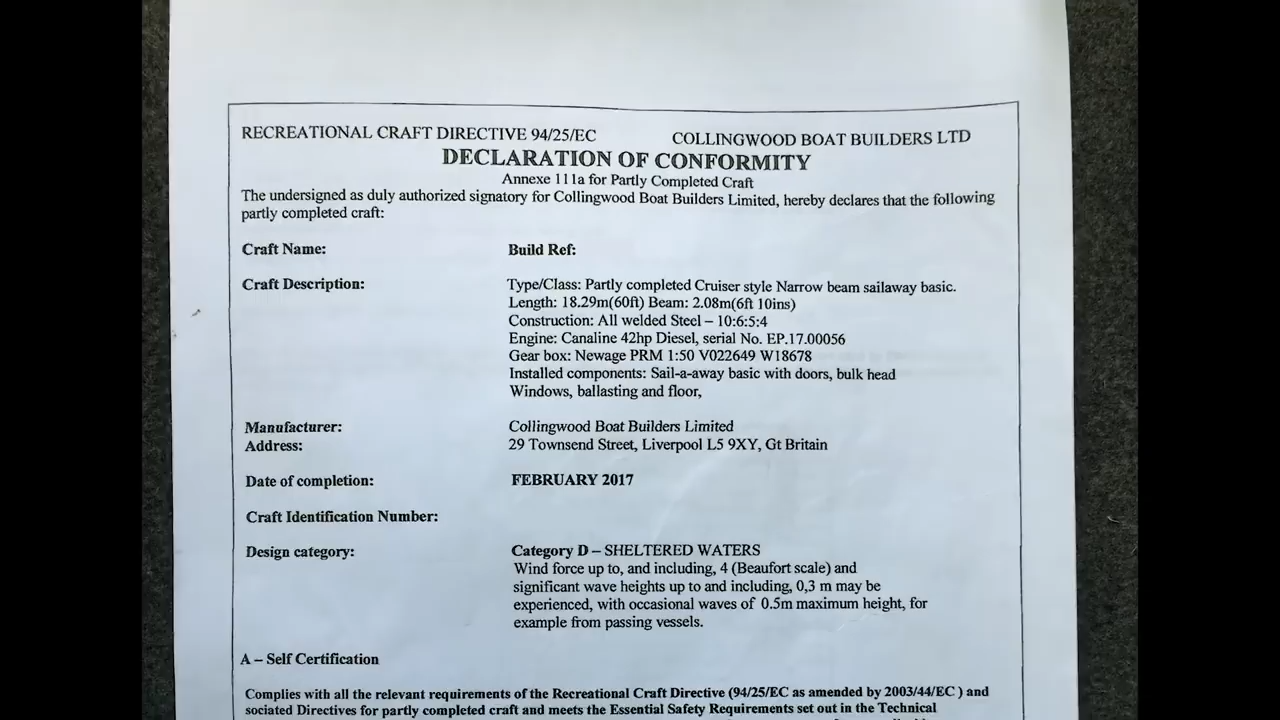 RECREATIONAL CRAFT DIRECTIVE 94/25/EC COLLINGWOOD BOAT BUILDERS LTD
DECLARATION OF CONFORMITY
Annexe 111a for Partly Completed Craft
The undersigned as duly authorized signatory for Collingwood Boat Builders Limited, hereby declares that the following
partly completed craft:
Craft Name: Build Ref:
Craft Description: Type/Class: Partly completed Cruiser style Narrow beam sailaway basic.
Length: 18.29m(60ft) Beam: 2.08m(6ft 10ins)
Construction: All welded Steel – 10:6:5:4
Engine: Canaline 42hp Diesel, serial No. EP.17.00056
Gear box: Newage PRM 1:50 V022649 W18678
Installed components: Sail-a-away basic with doors, bulk head
Windows, ballasting and floor,
Manufacturer: Collingwood Boat Builders Limited
Address: 29 Townsend Street, Liverpool L5 9XY, Gt Britain
Date of completion: FEBRUARY 2017
Craft Identification Number:
Design category: Category D – SHELTERED WATERS
Wind force up to, and including, 4 (Beaufort scale) and
significant wave heights up to and including, 0,3 m may be
experienced, with occasional waves of 0.5m maximum height, for
example from passing vessels.
A – Self Certification
Complies with all the relevant requirements of the Recreational Craft Directive (94/25/EC as amended by 2003/44/EC ) and
sociated Directives for partly completed craft and meets the Essential Safety Requirements set out in the Technical